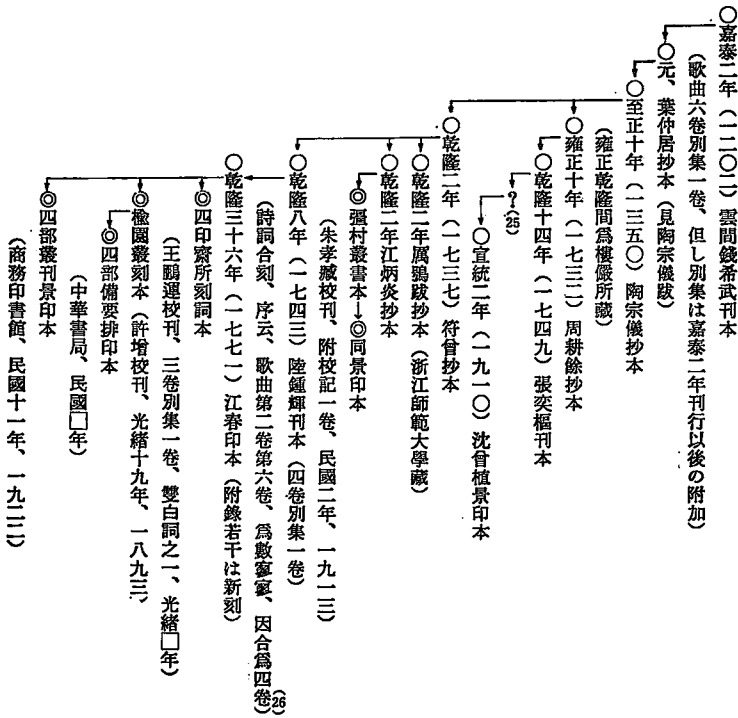 ○嘉泰二年（一二〇二）雲間錢希武刊本
（歌曲六卷別集一卷、但し別集は嘉泰二年刊行以後の附加）
○元、葉仲居抄本（見陶宗儀跋）
○至正十年（一三五〇）陶宗儀抄本
（雍正乾隆間爲樓儼所藏）
○雍正十年（一七三二）周耕餘抄本
○乾隆十四年（一七四九）張奕樞刊本
？(25)
○宣統二年（一九一〇）沈曾植景印本
○乾隆二年（一七三七）符曾抄本
○乾隆二年厲鶚跋抄本（浙江師範大學藏）
○乾隆二年江炳炎抄本
◎彊村叢書本→◎同景印本
（朱孝臧校刊、附校記一卷、民國二年、一九一三）
○乾隆八年（一七四三）陸鍾輝刊本（四卷別集一卷）
（詩詞合刻、序云、歌曲第二卷第六卷、爲數寥寥、因合爲四卷）(26)
○乾隆三十六年（一七七一）江春印本（附錄若干は新刻）
◎四印齋所刻詞本
（王鵬運校刊、三卷別集一卷、雙白詞之一、光緒□年）
◎楡園叢刻本（許增校刊、光緒十九年、一八九三）
◎四部備要排印本
（中華書局、民國□年）
◎四部叢刊景印本
（商務印書館、民國十一年、一九二二）